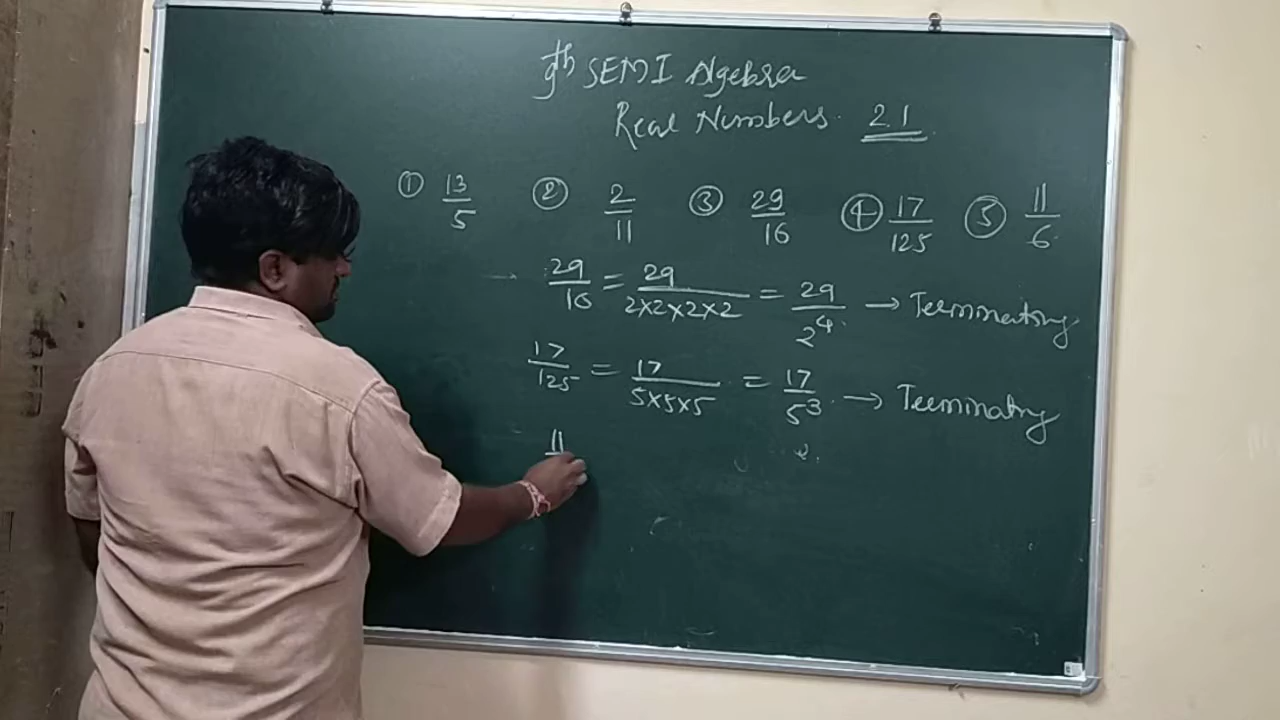 9th SEMI Algebra
Real Numbers. 2.1
① 13/5 ② 2/11 ③ 29/16 ④ 17/125 ⑤ 11/6
29/16 = 29/2×2×2×2 = 29/2⁴ → Terminating
17/125 = 17/5×5×5 = 17/5³ → Terminatng
11